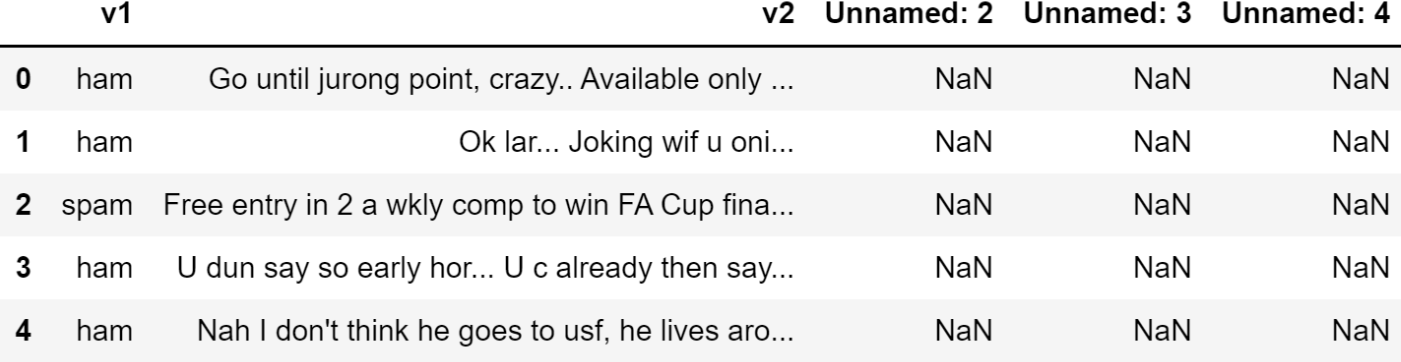 v1 v2 Unnamed: 2 Unnamed: 3 Unnamed: 4
0 ham Go until jurong point, crazy.. Available only ... NaN NaN NaN
1 ham Ok lar... Joking wif u oni... NaN NaN NaN
2 spam Free entry in 2 a wkly comp to win FA Cup fina... NaN NaN NaN
3 ham U dun say so early hor... U c already then say... NaN NaN NaN
4 ham Nah I don't think he goes to usf, he lives aro... NaN NaN NaN